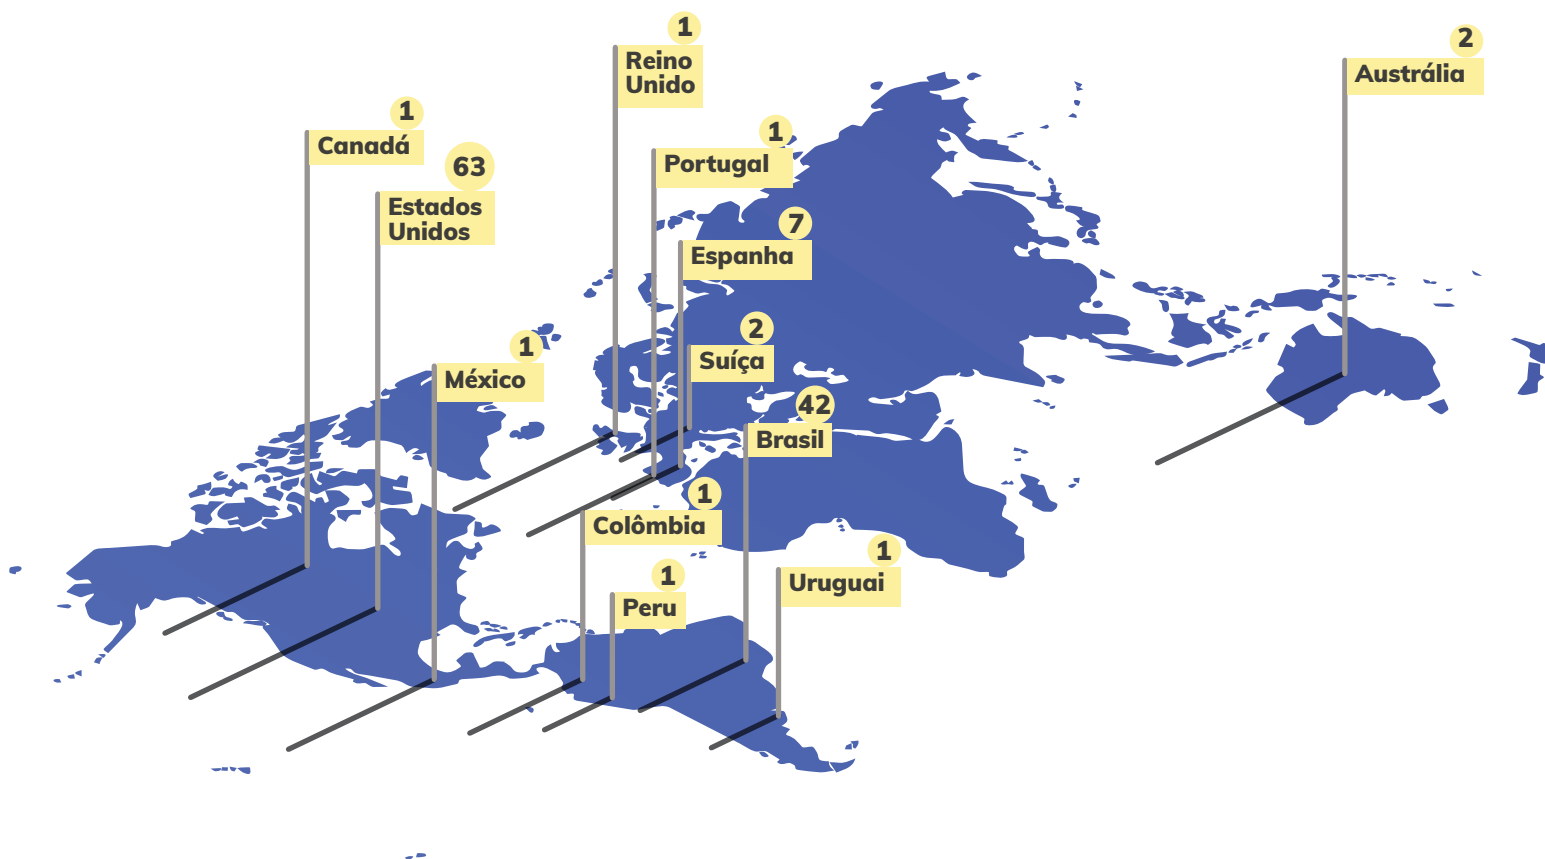 1
Reino
Unido
2
Austrália
1
Canadá
1
Portugal
63
Estados
Unidos
7
Espanha
1
México
2
Suíça
42
Brasil
1
Colômbia
1
Uruguai
1
Peru